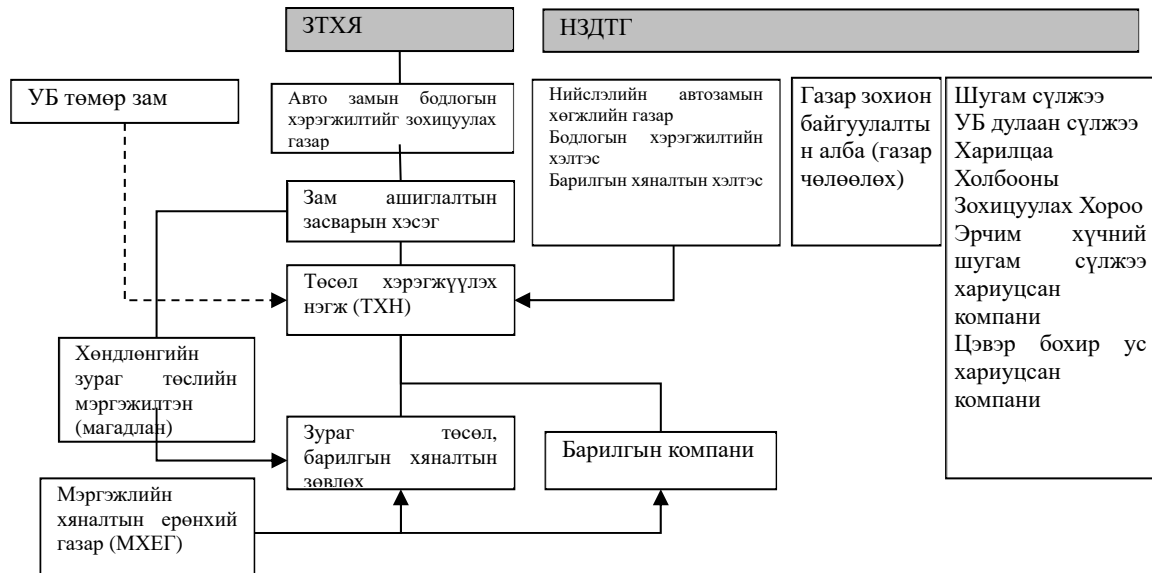 ЗТХЯ
НЗДТГ
УБ төмөр зам
Авто замын бодлогын
хэрэгжилтийг зохицуулах
газар
Нийслэлийн автозамын
хөгжлийн газар
Бодлогын хэрэгжилтийн
хэлтэс
Барилгын хяналтын хэлтэс
Газар зохион
байгуулалты
н алба (газар
чөлөөлөх)
Шугам сүлжээ
УБ дулаан сүлжээ
Харилцаа
Холбооны
Зохицуулах Хороо
Эрчим хүчний
шугам сүлжээ
хариуцсан
компани
Цэвэр бохир ус
хариуцсан
компани
Зам ашиглалтын
засварын хэсэг
Төсөл хэрэгжүүлэх
нэгж (ТХН)
Хөндлөнгийн
зураг төслийн
мэргэжилтэн
(магадлан)
Зураг төсөл,
барилгын хяналтын
зөвлөх
Барилгын компани
Мэргэжлийн
хяналтын ерөнхий
газар (МХЕГ)